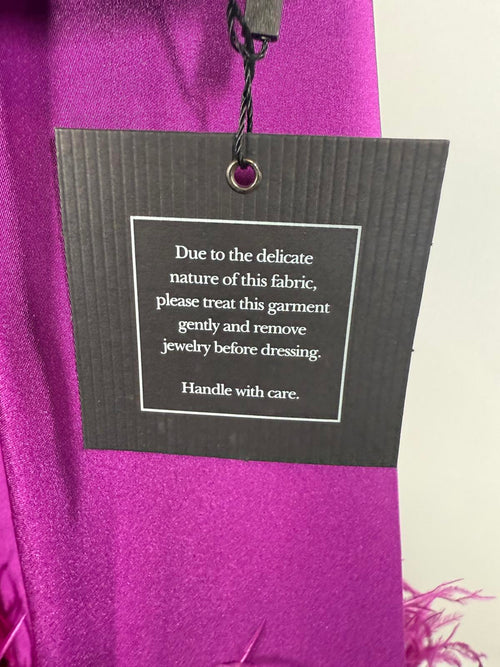 Due to the delicate
nature of this fabric,
please treat this garment
gently and remove
jewelry before dressing.
Handle with care.